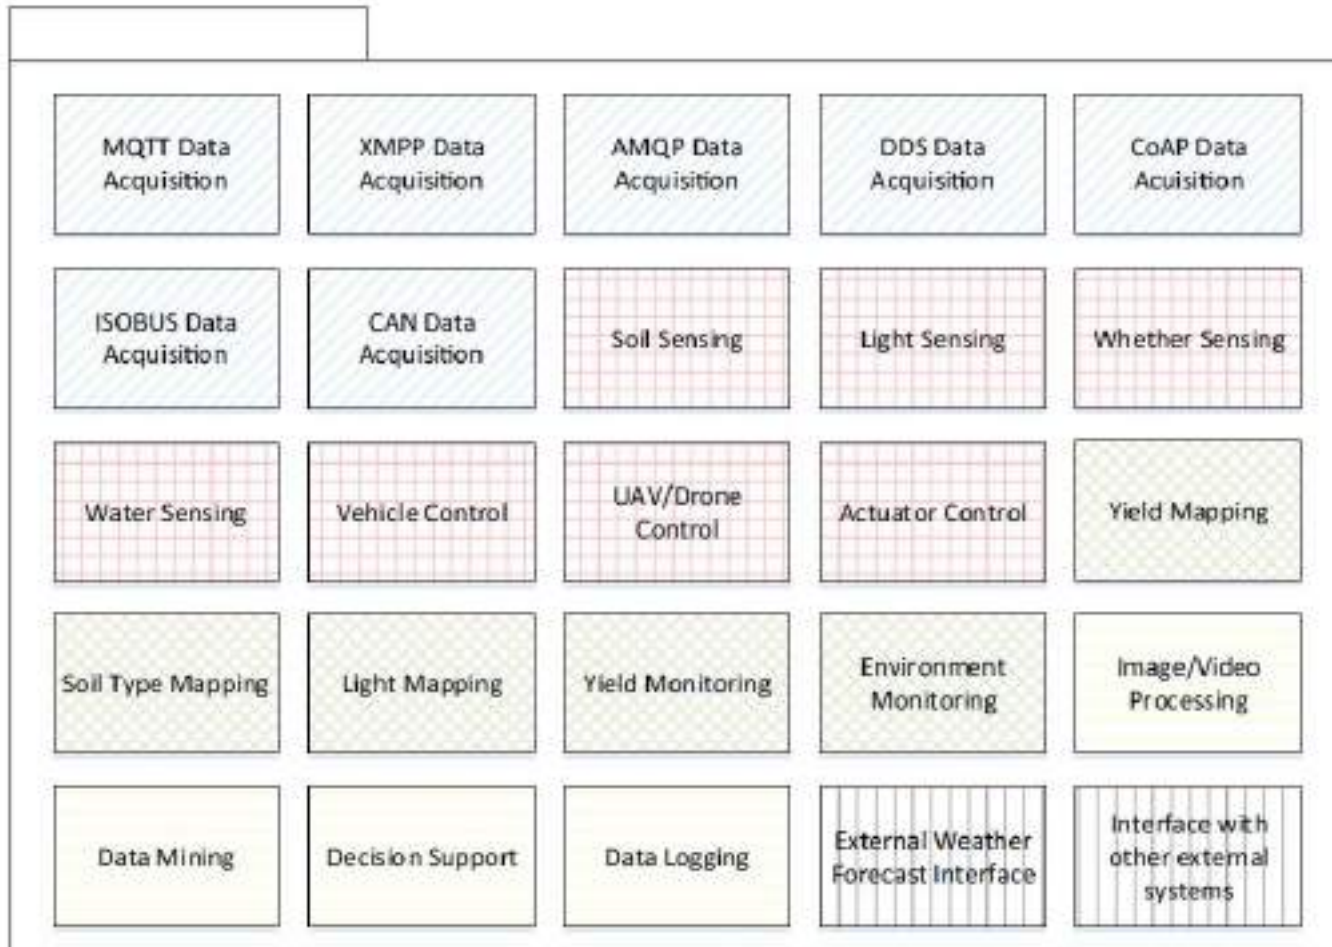 MQTT Data
Acquisition
XMPP Data
Acquisition
AMQP Data
Acquisition
DDS Data
Acquisition
CoAP Data
Acuisition
ISOBUS Data
Acquisition
CAN Data
Acquisition
Soil Sensing
Light Sensing
Whether Sensing
Water Sensing
Vehicle Control
UAV/Drone
Control
Actuator Control
Yield Mapping
Soil Type Mapping
Light Mapping
Yield Monitoring
Environment
Monitoring
Image/Video
Processing
Data Mining
Decision Support
Data Logging
External Weather
Forecast Interface
Interface with
other external
systems